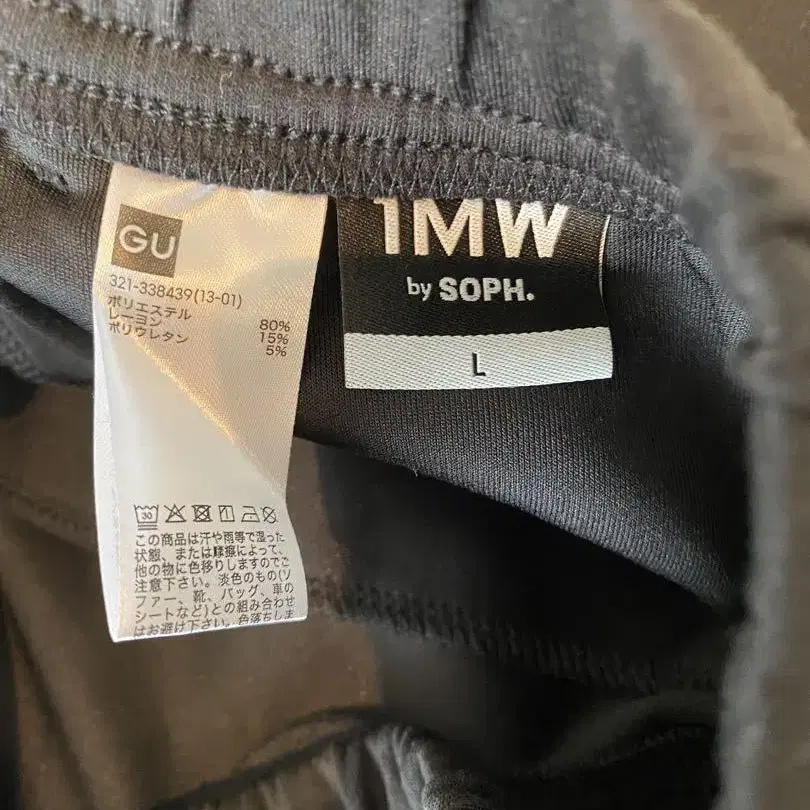 GU
321-338439(13-01)
ポリエステル 80%
レーヨン 15%
ポリウレタン 5%
30
この商品は汗や雨等で湿った
状態、または摩擦によって、
他の物に色移りしますのでご
注意下さい。淡色のもの(ソ
ファー、靴、バッグ、車の
シートなど)との組み合わせ
はお避け下さい。色落ちしま
1MW
by SOPH.
L